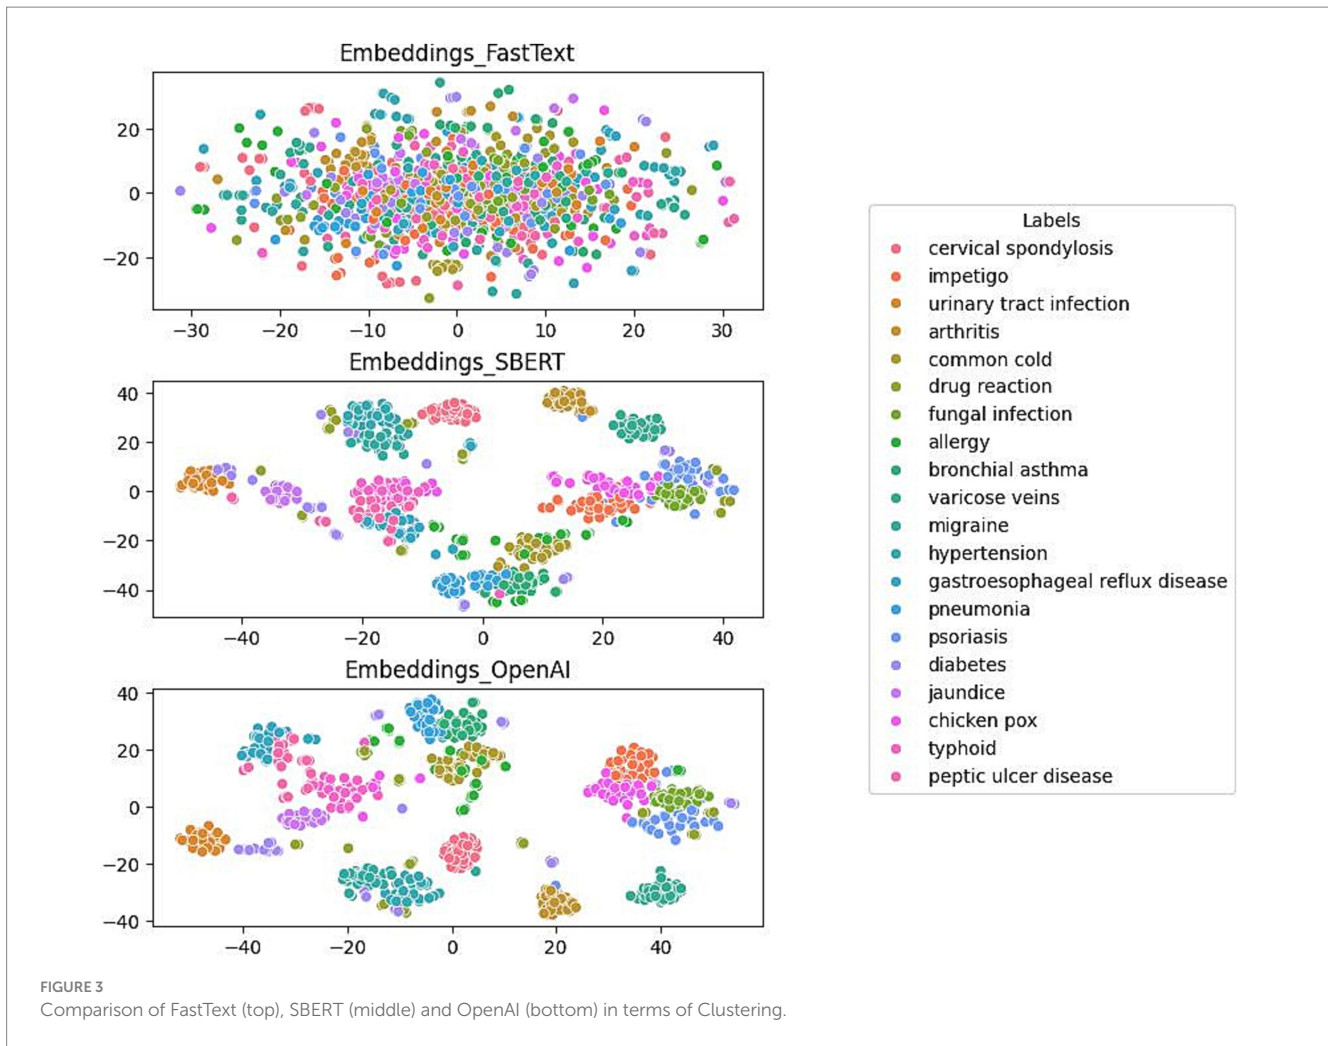 Embeddings_FastText
20
0
−20
−30
−20
−10
0
10
20
30
Embeddings_SBERT
40
20
0
−20
−40
−40
−20
0
20
40
Embeddings_OpenAI
40
20
0
−20
−40
−40
−20
0
20
40
Labels
cervical spondylosis
impetigo
urinary tract infection
arthritis
common cold
drug reaction
fungal infection
allergy
bronchial asthma
varicose veins
migraine
hypertension
gastroesophageal reflux disease
pneumonia
psoriasis
diabetes
jaundice
chicken pox
typhoid
peptic ulcer disease
FIGURE 3
Comparison of FastText (top), SBERT (middle) and OpenAI (bottom) in terms of Clustering.